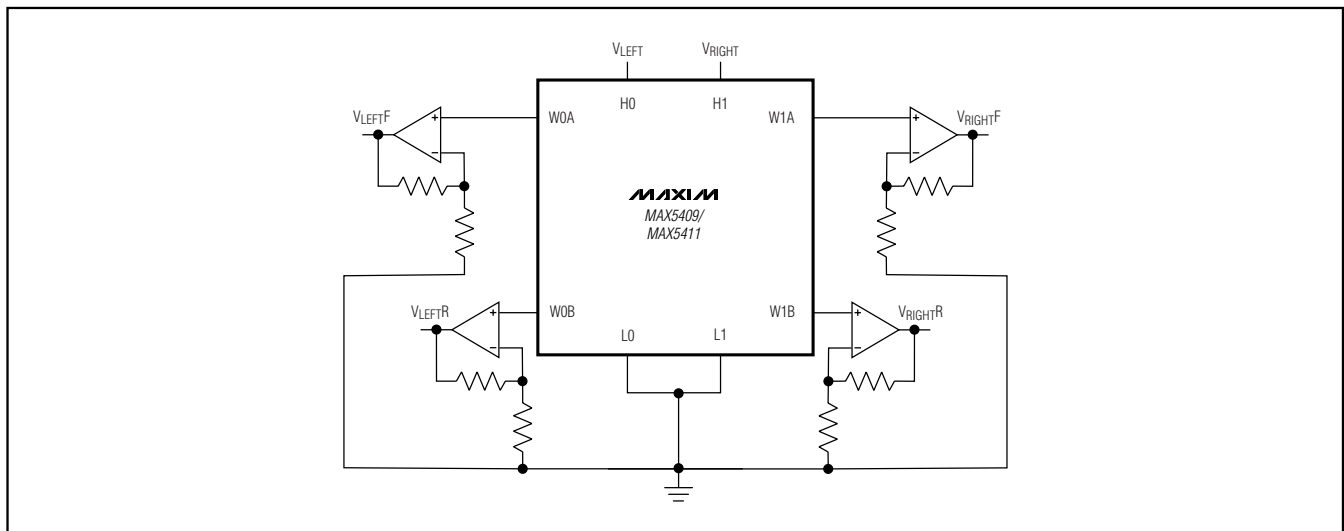 VLEFT VRIGHT
H0 H1
VLEFTF W0A W1A VRIGHTF
+ +
− −
MAXIM
MAX5409/
MAX5411
VLEFTR W0B W1B VRIGHTR
+ +
L0 L1
− −